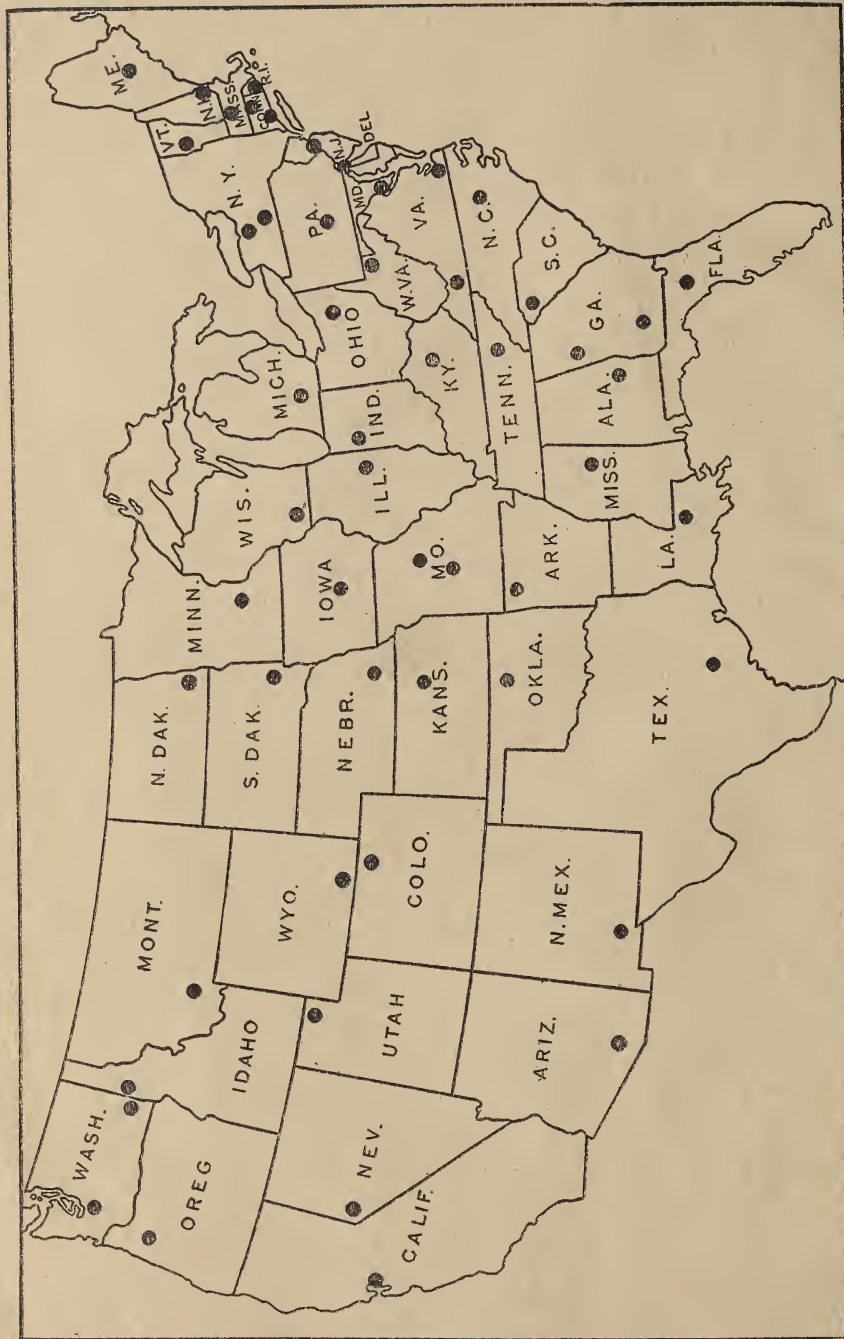 WASH.
OREG
CALIF.
NEV.
IDAHO
MONT.
WYO.
UTAH
ARIZ.
COLO.
N.MEX.
N. DAK.
S. DAK.
NEBR.
KANS.
OKLA.
TEX.
MINN.
IOWA
MO.
ARK.
LA.
WIS.
ILL.
MICH.
IND.
OHIO
KY.
TENN.
MISS.
ALA.
GA.
FLA.
S.C.
N.C.
VA.
W.VA.
MD.
DEL
PA.
N.J.
N.Y.
VT.
N.H.
ME.
MASS.
CONN.
R.I.